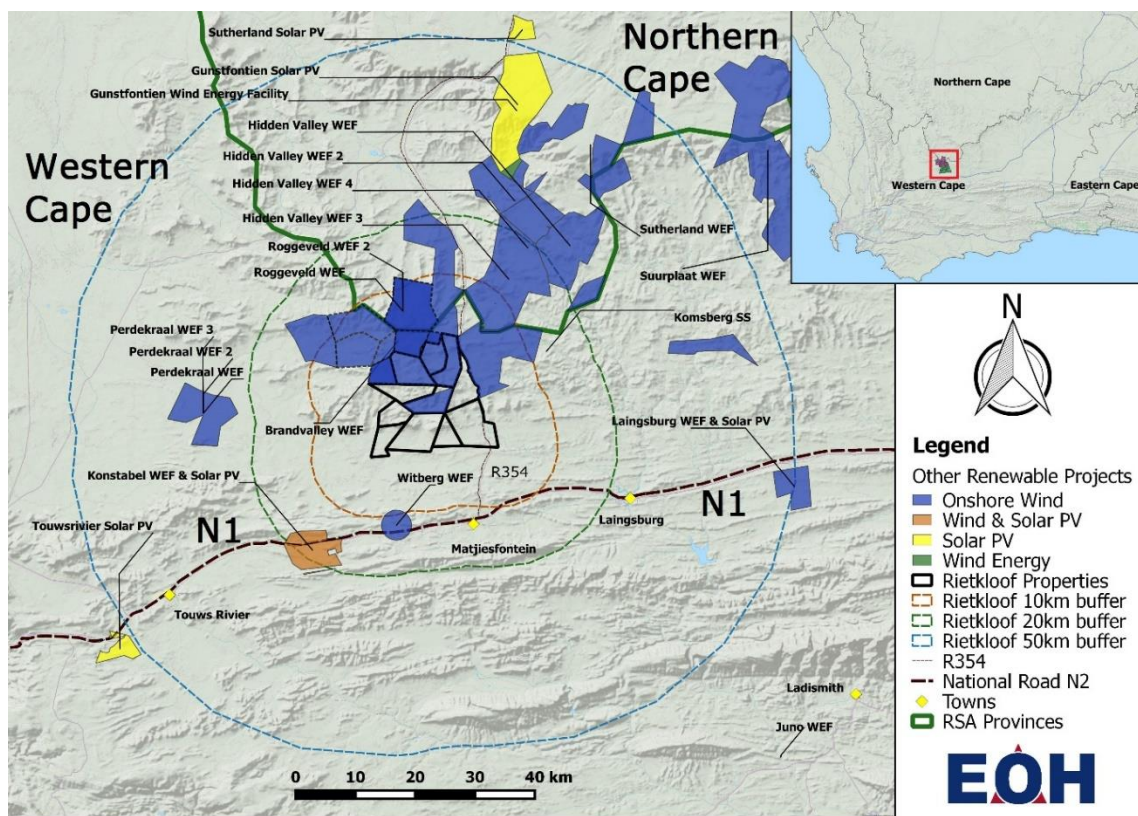 Sutherland Solar PV
Gunstfontien Solar PV
Gunstfontien Wind Energy Facility
Hidden Valley WEF
Hidden Valley WEF 2
Hidden Valley WEF 4
Hidden Valley WEF 3
Roggeveld WEF 2
Roggeveld WEF
Northern
Cape
Western
Cape
Sutherland WEF
Suurplaat WEF
Komsberg SS
Perdekraal WEF 3
Perdekraal WEF 2
Perdekraal WEF
Brandvalley WEF
Laingsburg WEF & Solar PV
Konstabel WEF & Solar PV
Witberg WEF
R354
Touwsrivier Solar PV
N1
N1
Laingsburg
Matjiesfontein
Touws Rivier
Ladismith
Juno WEF
0 10 20 30 40 km
Northern Cape
Western Cape
Eastern Cape
N
Legend
Other Renewable Projects
Onshore Wind
Wind & Solar PV
Solar PV
Wind Energy
Rietkloof Properties
Rietkloof 10km buffer
Rietkloof 20km buffer
Rietkloof 50km buffer
R354
National Road N2
Towns
RSA Provinces
EOH